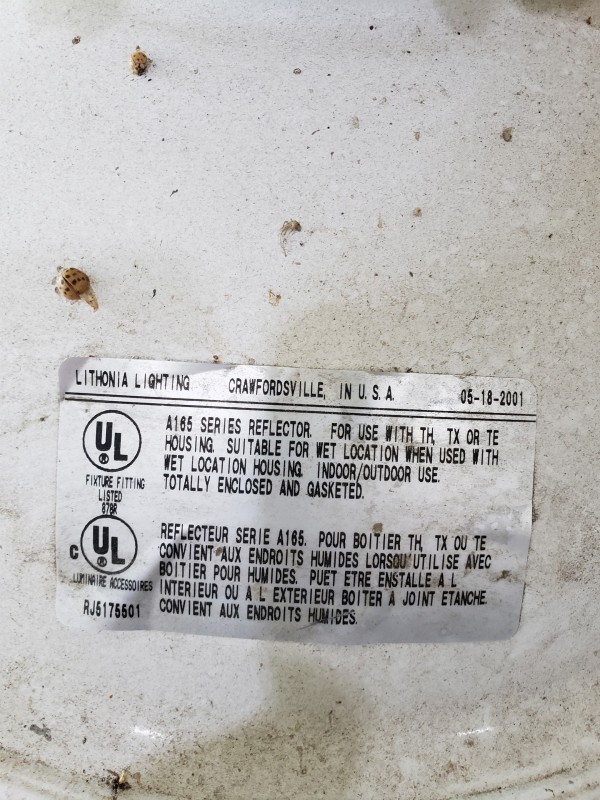 LITHONIA LIGHTING CRAWFORDSVILLE, IN U.S.A. 05-18-2001
UL
®
FIXTURE FITTING
LISTED
878R
A165 SERIES REFLECTOR. FOR USE WITH TH, TX OR TE
HOUSING. SUITABLE FOR WET LOCATION WHEN USED WITH
WET LOCATION HOUSING. INDOOR/OUTDOOR USE.
TOTALLY ENCLOSED AND GASKETED.
C UL
®
LUMINAIRE ACCESSOIRES
RJ5175501
REFLECTEUR SERIE A165. POUR BOITIER TH, TX OU TE
CONVIENT AUX ENDROITS HUMIDES LORSQU'UTILISE AVEC
BOITIER POUR HUMIDES. PUET ETRE ENSTALLE A L
INTERIEUR OU A L EXTERIEUR BOITER A JOINT ETANCHE.
CONVIENT AUX ENDROITS HUMIDES.